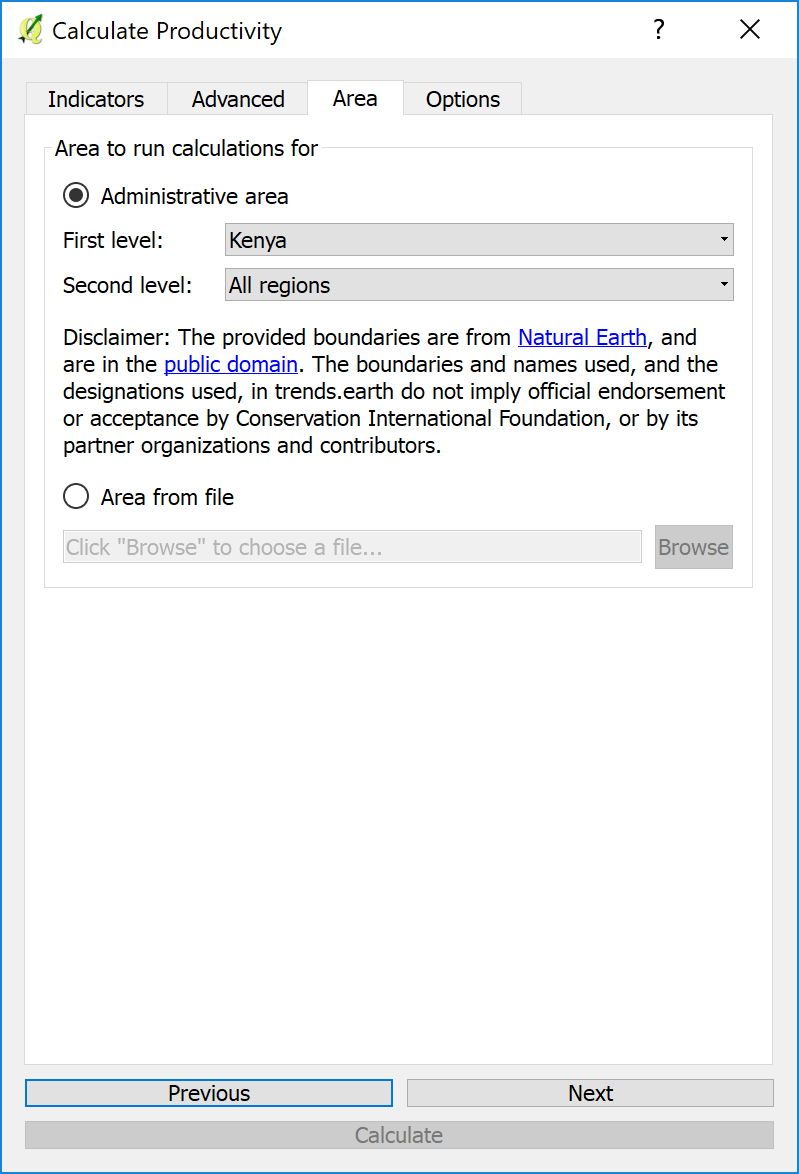 Calculate Productivity ?
Indicators Advanced Area Options
Area to run calculations for
Administrative area
First level: Kenya
Second level: All regions
Disclaimer: The provided boundaries are from Natural Earth, and
are in the public domain. The boundaries and names used, and the
designations used, in trends.earth do not imply official endorsement
or acceptance by Conservation International Foundation, or by its
partner organizations and contributors.
Area from file
Click "Browse" to choose a file... Browse
Previous Next
Calculate